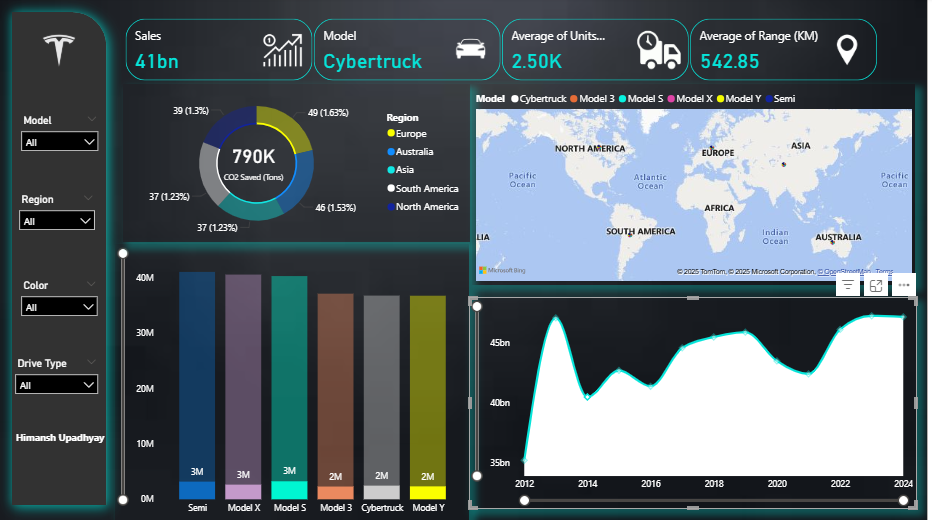 Sales
41bn
Model
Cybertruck
Average of Units...
2.50K
Average of Range (KM)
542.85
Model
All
Region
All
Color
All
Drive Type
All
Himansh Upadhyay
39 (1.3%)
49 (1.63%)
790K
CO2 Saved (Tons)
37 (1.23%)
46 (1.53%)
37 (1.23%)
Region
Europe
Australia
Asia
South America
North America
Model Cybertruck Model 3 Model S Model X Model Y Semi
NORTH AMERICA
EUROPE
ASIA
Pacific
Ocean
Atlantic
Ocean
Pacific
Ocean
AFRICA
SOUTH AMERICA
Indian
Ocean
LIA
AUSTRALIA
Microsoft Bing
© 2025 TomTom, © 2025 Microsoft Corporation, © OpenStreetMap Terms
40M
30M
20M
10M
0M
3M
3M
3M
2M
2M
2M
Semi
Model X
Model S
Model 3
Cybertruck
Model Y
45bn
40bn
35bn
2012
2014
2016
2018
2020
2022
2024